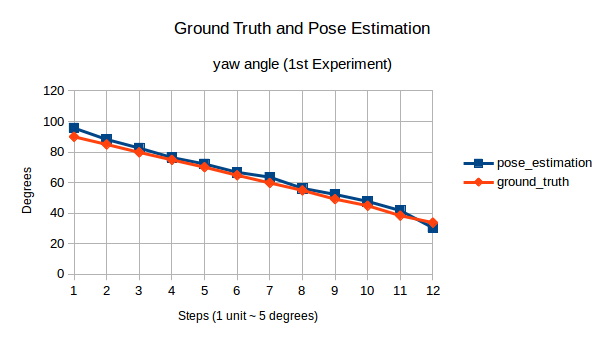 Ground Truth and Pose Estimation
yaw angle (1st Experiment)
120
100
80
60
40
20
0
Degrees
1 2 3 4 5 6 7 8 9 10 11 12
Steps (1 unit ~ 5 degrees)
pose_estimation
ground_truth